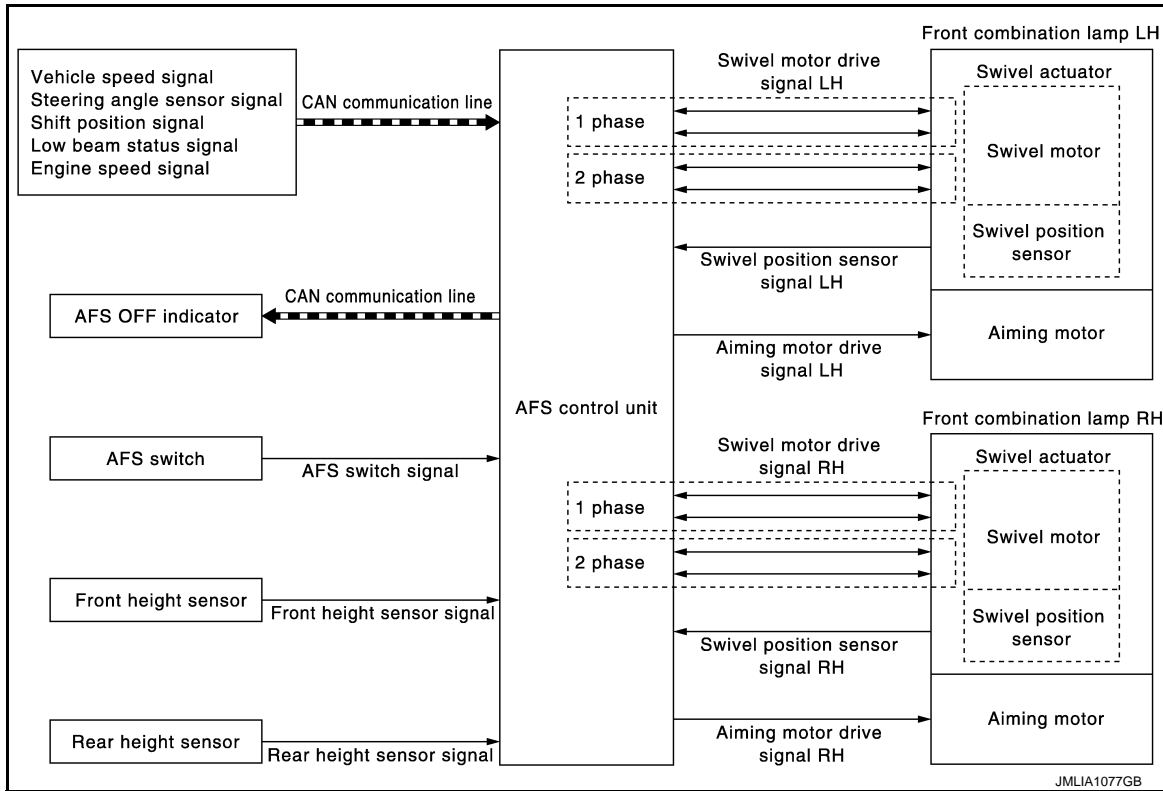 Vehicle speed signal
Steering angle sensor signal
Shift position signal
Low beam status signal
Engine speed signal
CAN communication line
AFS OFF indicator
CAN communication line
AFS switch
AFS switch signal
Front height sensor
Front height sensor signal
Rear height sensor
Rear height sensor signal
AFS control unit
1 phase
2 phase
1 phase
2 phase
Swivel motor drive
signal LH
Swivel position sensor
signal LH
Aiming motor drive
signal LH
Swivel motor drive
signal RH
Swivel position sensor
signal RH
Aiming motor drive
signal RH
Front combination lamp LH
Swivel actuator
Swivel motor
Swivel position
sensor
Aiming motor
Front combination lamp RH
Swivel actuator
Swivel motor
Swivel position
sensor
Aiming motor
JMLIA1077GB